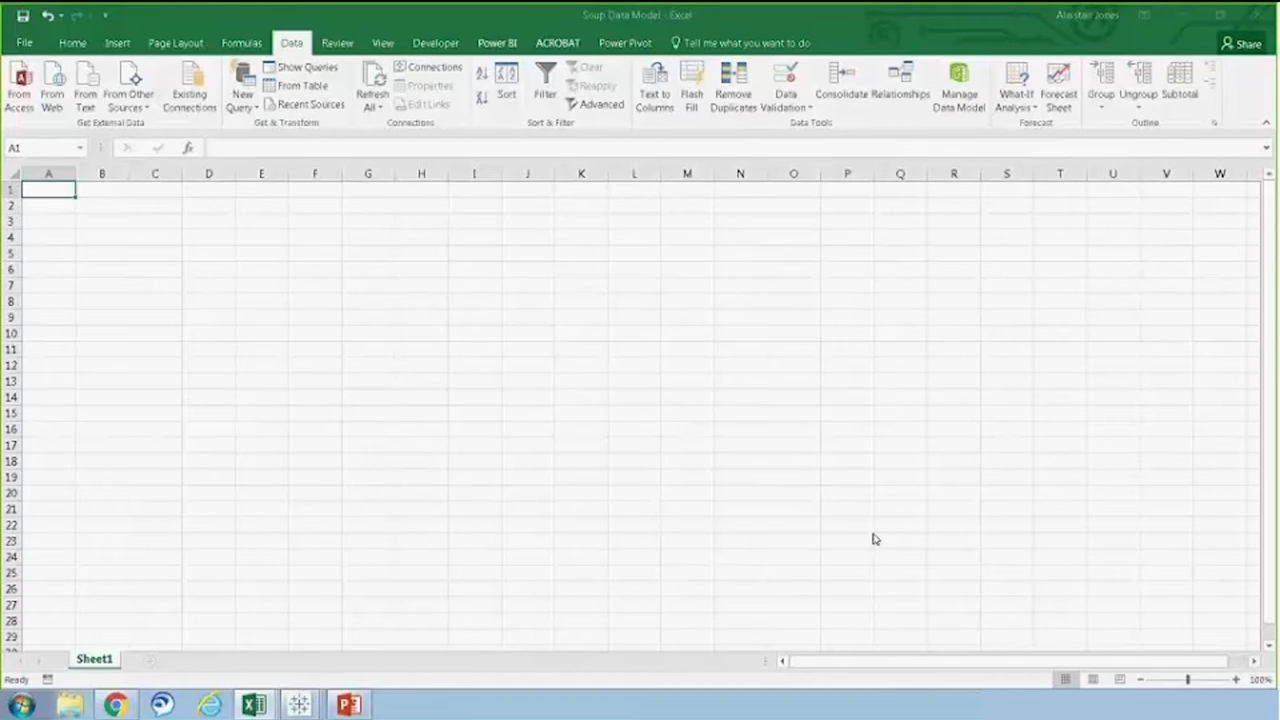 Soup Data Model - Excel
Alaistair Jones
File Home Insert Page Layout Formulas Data Review View Developer Power BI ACROBAT Power Pivot Tell me what you want to do Share
From Access
From Web
From Text
From Other Sources
Existing Connections
Get External Data
New Query
Show Queries
From Table
Recent Sources
Get & Transform
Refresh All
Connections
Properties
Edit Links
Connections
Sort
Filter
Clear
Reapply
Advanced
Sort & Filter
Text to Columns
Flash Fill
Remove Duplicates
Data Validation
Consolidate
Relationships
Manage Data Model
Data Tools
What-If Analysis
Forecast Sheet
Forecast
Group
Ungroup
Subtotal
Outline
A1 fx
A B C D E F G H I J K L M N O P Q R S T U V W
1
2
3
4
5
6
7
8
9
10
11
12
13
14
15
16
17
18
19
20
21
22
23
24
25
26
27
28
29
Sheet1
Ready 100%